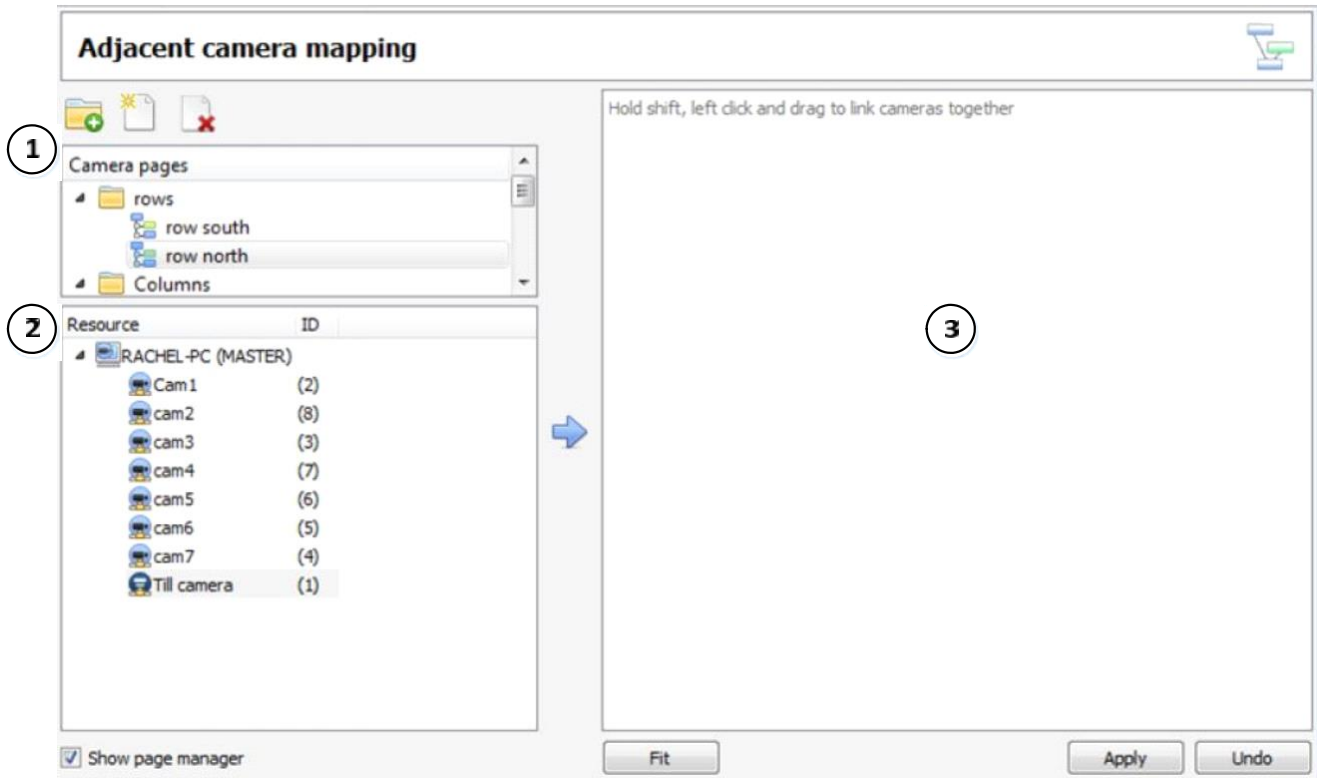 Adjacent camera mapping
1
Camera pages
rows
row south
row north
Columns
2
Resource ID
RACHEL-PC (MASTER)
Cam1 (2)
cam2 (8)
cam3 (3)
cam4 (7)
cam5 (6)
cam6 (5)
cam7 (4)
Till camera (1)
Show page manager
Hold shift, left click and drag to link cameras together
3
Fit Apply Undo